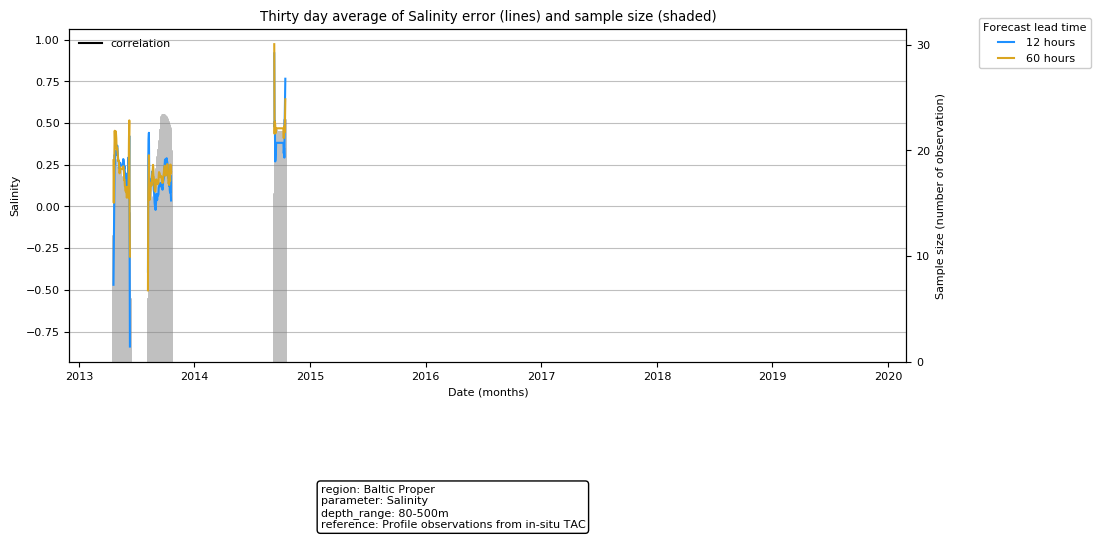 Thirty day average of Salinity error (lines) and sample size (shaded)
Forecast lead time
12 hours
60 hours
correlation
1.00
0.75
0.50
0.25
0.00
−0.25
−0.50
−0.75
Salinity
30
20
10
0
Sample size (number of observation)
2013 2014 2015 2016 2017 2018 2019 2020
Date (months)
region: Baltic Proper
parameter: Salinity
depth_range: 80-500m
reference: Profile observations from in-situ TAC